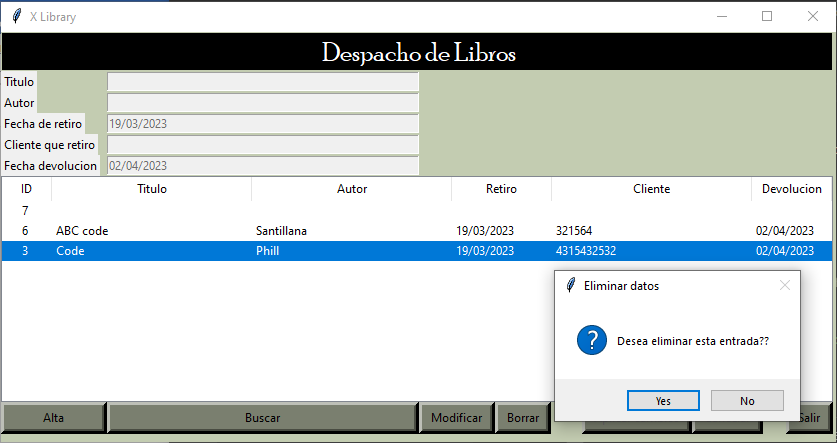 X Library
Despacho de Libros
Titulo
Autor
Fecha de retiro 19/03/2023
Cliente que retiro
Fecha devolucion 02/04/2023
ID Titulo Autor Retiro Cliente Devolucion
7
6 ABC code Santillana 19/03/2023 321564 02/04/2023
3 Code Phill 19/03/2023 4315432532 02/04/2023
Eliminar datos
Desea eliminar esta entrada??
Yes No
Alta Buscar Modificar Borrar Salir